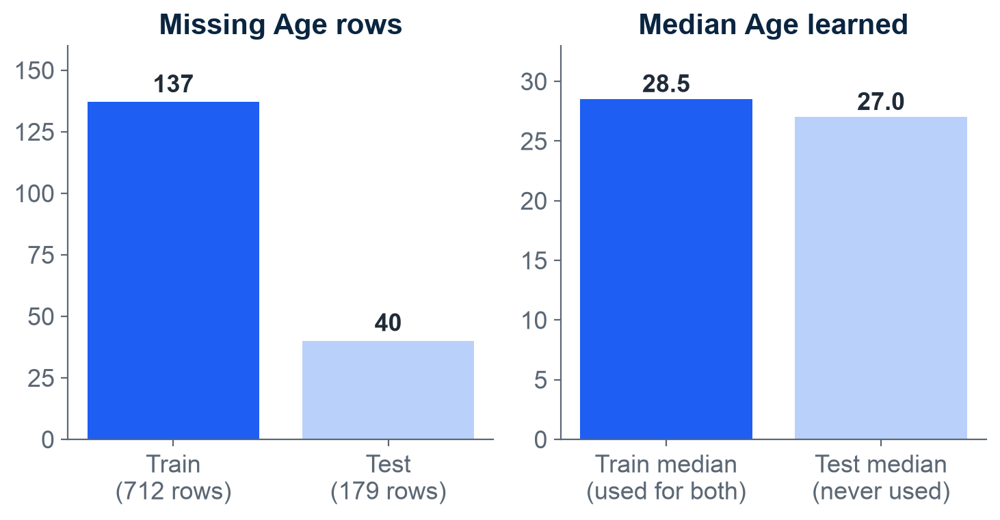 Missing Age rows
150
125
100
75
50
25
0
137
40
Train
(712 rows)
Test
(179 rows)
Median Age learned
30
25
20
15
10
5
0
28.5
27.0
Train median
(used for both)
Test median
(never used)